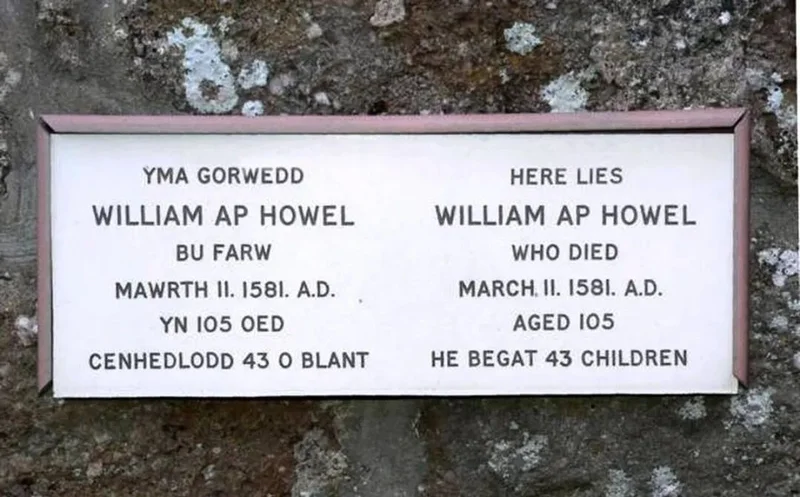 YMA GORWEDD
WILLIAM AP HOWEL
BU FARW
MAWRTH 11. 1581. A.D.
YN 105 OED
CENHEDLODD 43 O BLANT
HERE LIES
WILLIAM AP HOWEL
WHO DIED
MARCH. 11. 1581. A.D.
AGED 105
HE BEGAT 43 CHILDREN